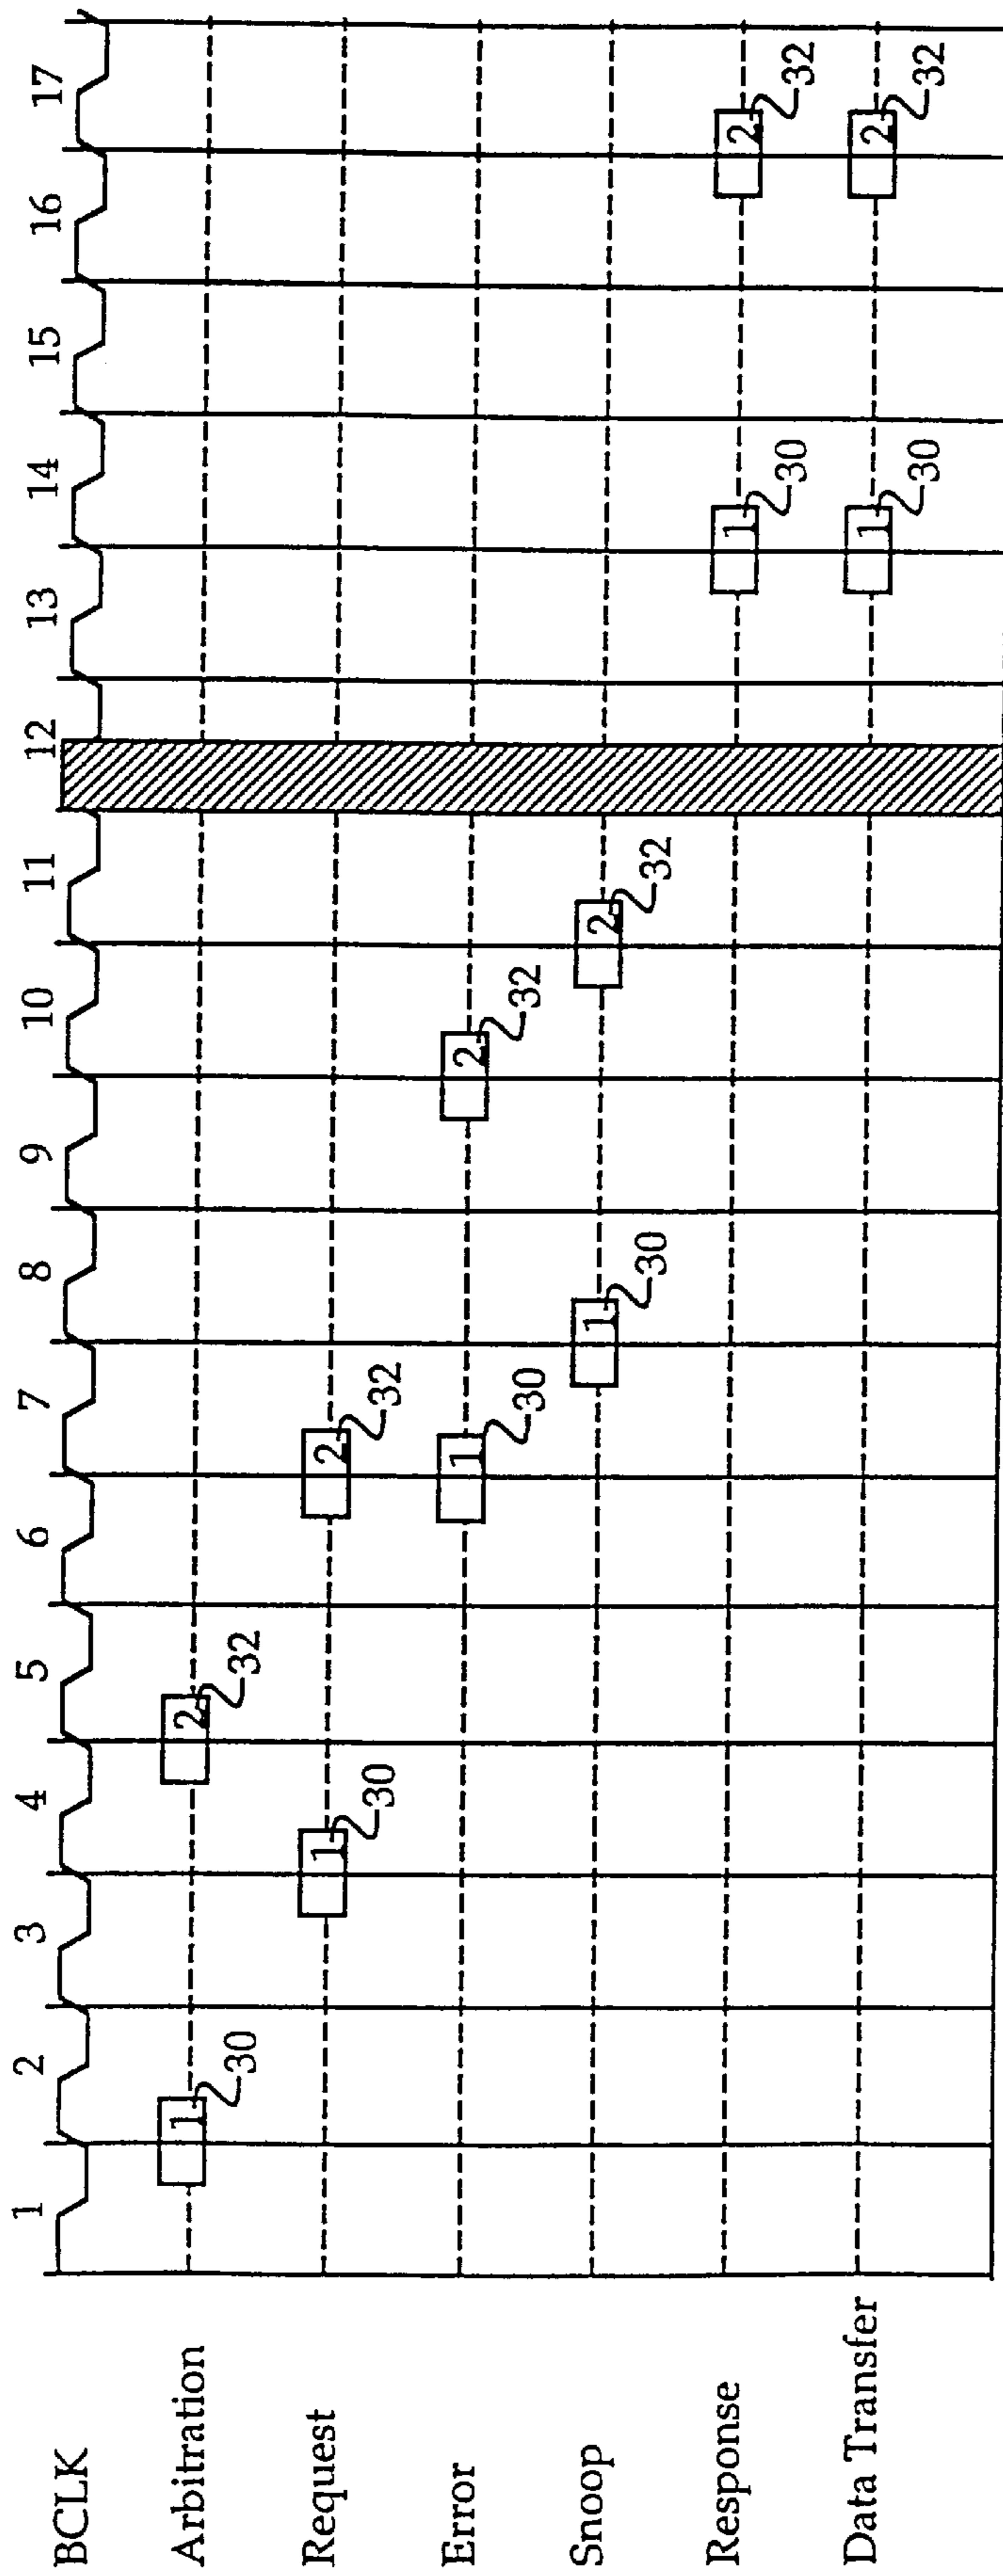 1 2 3 4 5 6 7 8 9 10 11 12 13 14 15 16 17
BCLK
Arbitration 1 30 2 32
Request 1 30 2 32
Error 1 30 2 32
Snoop 1 30 2 32
Response 1 30 2 32
Data Transfer 1 30 2 32